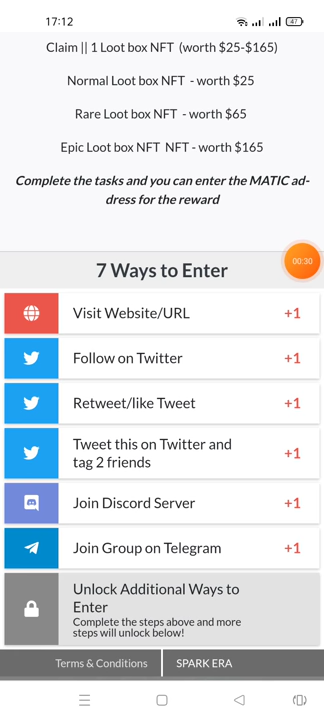 17:12
47
Claim || 1 Loot box NFT (worth $25-$165)
Normal Loot box NFT - worth $25
Rare Loot box NFT - worth $65
Epic Loot box NFT NFT - worth $165
Complete the tasks and you can enter the MATIC ad-
dress for the reward
00:30
7 Ways to Enter
Visit Website/URL +1
Follow on Twitter +1
Retweet/like Tweet +1
Tweet this on Twitter and
tag 2 friends +1
Join Discord Server +1
Join Group on Telegram +1
Unlock Additional Ways to
Enter
Complete the steps above and more
steps will unlock below!
Terms & Conditions SPARK ERA